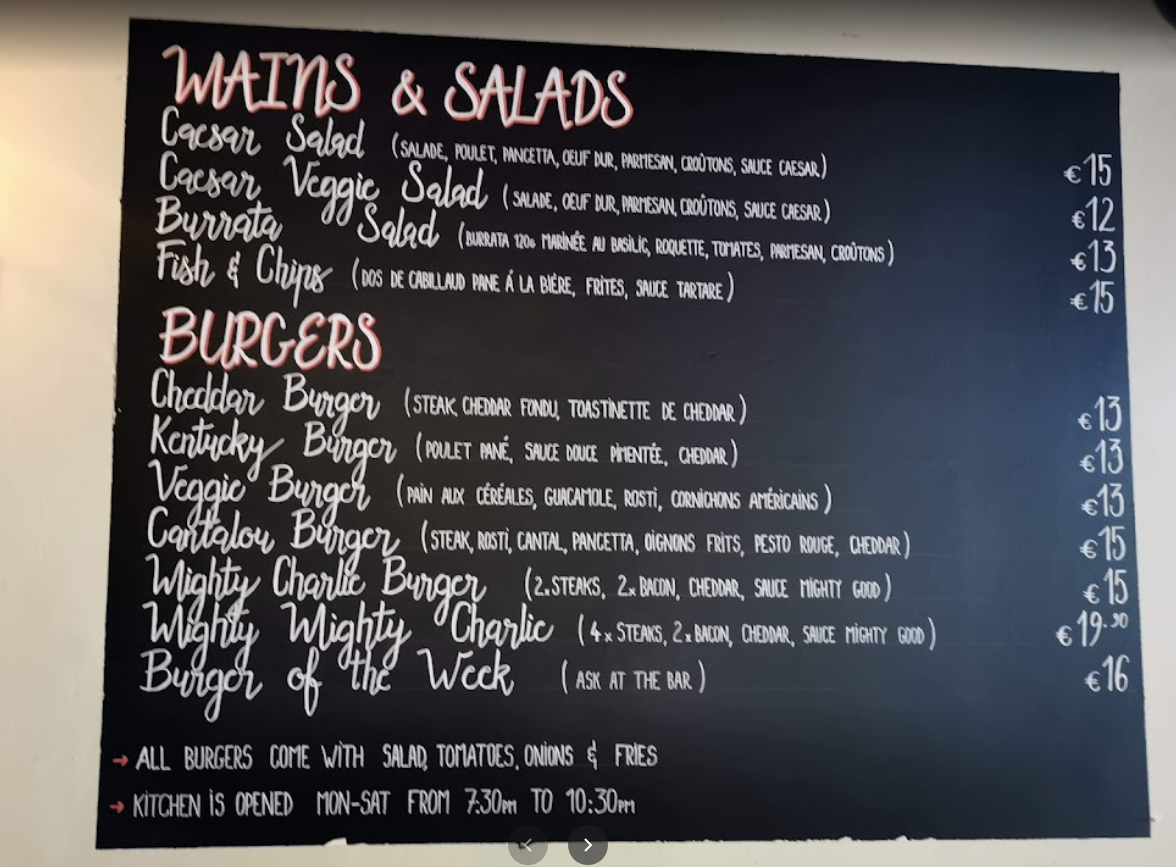 MAINS & SALADS
Caesar Salad (SALADE, POULET, PANCETTA, OEUF DUR, PARMESAN, CROÛTONS, SAUCE CAESAR) €15
Caesar Veggie Salad (SALADE, OEUF DUR, PARMESAN, CROÛTONS, SAUCE CAESAR) €12
Burrata Salad (BURRATA 120G MARINÉE AU BASILIC, ROQUETTE, TOMATES, PARMESAN, CROÛTONS) €13
Fish & Chips (DOS DE CABILLAUD PANE Á LA BIÈRE, FRITES, SAUCE TARTARE) €15
BURGERS
Cheddar Burger (STEAK, CHEDDAR FONDU, TOASTINETTE DE CHEDDAR) €13
Kentucky Burger (POULET PANÉ, SAUCE DOUCE PIMENTÉE, CHEDDAR) €13
Veggie Burger (PAIN AUX CÉRÉALES, GUACAMOLE, ROSTI, CORNICHONS AMÉRICAINS) €13
Cantalou Burger (STEAK, ROSTI, CANTAL, PANCETTA, OIGNONS FRITS, PESTO ROUGE, CHEDDAR) €15
Mighty Charlie Burger (2.STEAKS, 2x BACON, CHEDDAR, SAUCE MIGHTY GOOD) €15
Mighty Mighty Charlie (4x STEAKS, 2x BACON, CHEDDAR, SAUCE MIGHTY GOOD) €19.50
Burger of the Week (ASK AT THE BAR) €16
→ ALL BURGERS COME WITH SALAD, TOMATOES, ONIONS & FRIES
→ KITCHEN IS OPENED MON-SAT FROM 7:30pm TO 10:30pm